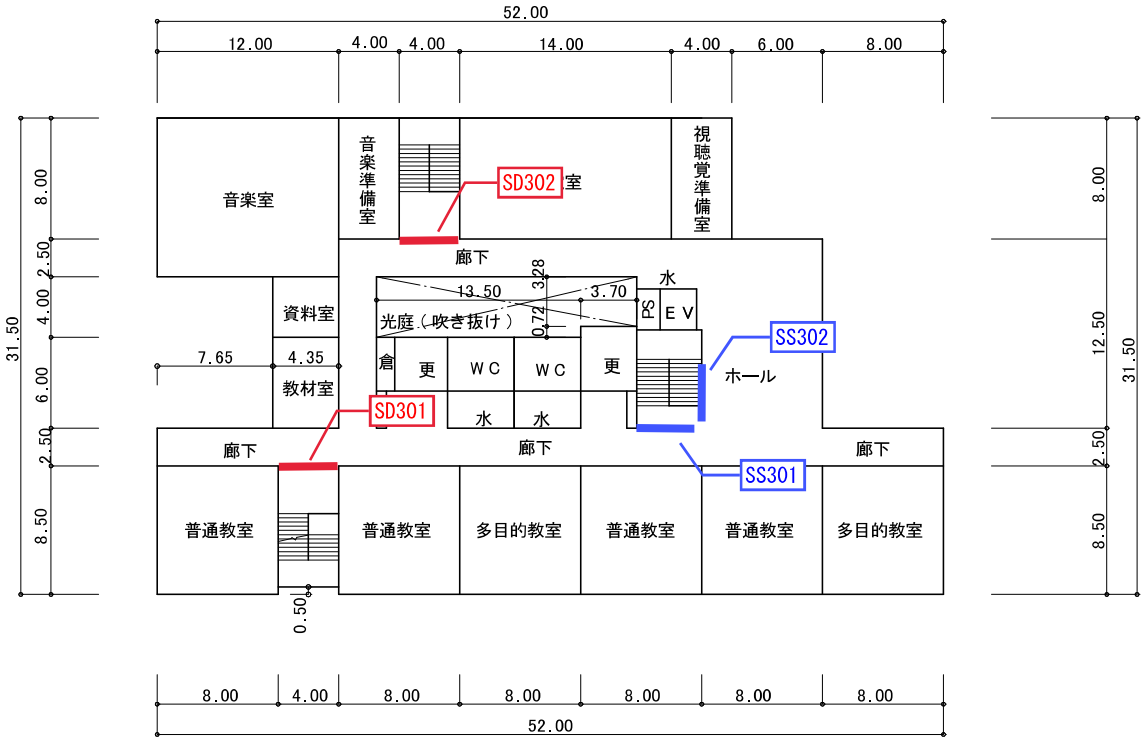 52.00
12.00
4.00
4.00
14.00
4.00
6.00
8.00
31.50
8.00
2.50
4.00
6.00
2.50
8.50
音楽室
音楽準備室
SD302
室
視聴覚準備室
廊下
水
13.50
3.28
3.70
0.72
PS
EV
資料室
光庭(吹き抜け)
SS302
7.65
4.35
倉
更
WC
WC
更
ホール
教材室
SD301
水
水
廊下
廊下
廊下
SS301
普通教室
普通教室
多目的教室
普通教室
普通教室
多目的教室
0.50
8.00
12.50
2.50
8.50
31.50
8.00
4.00
8.00
8.00
8.00
8.00
8.00
52.00